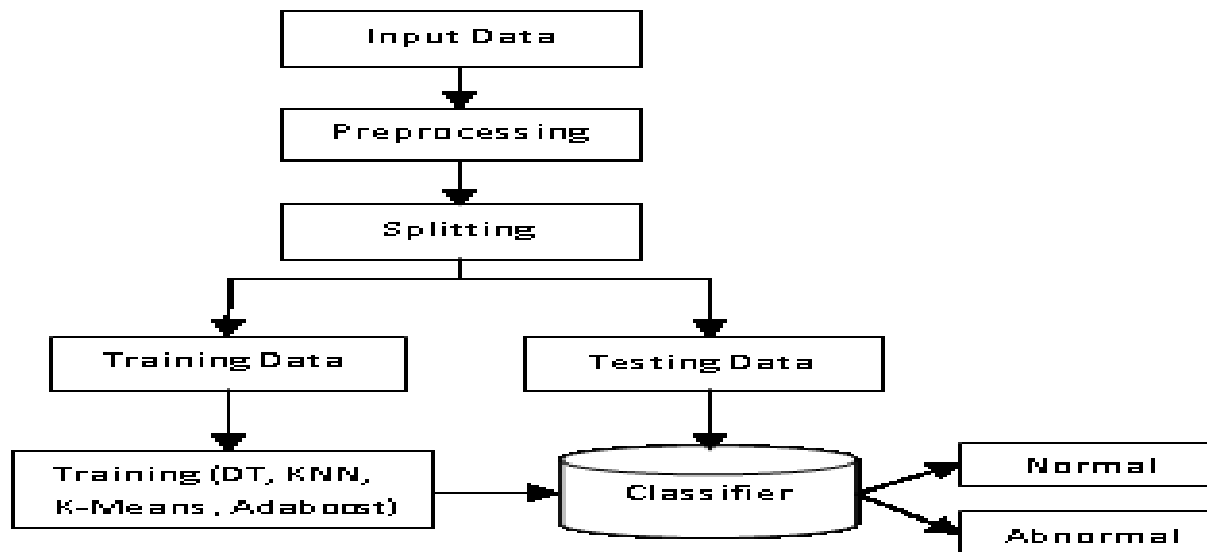 Input Data
Preprocessing
Splitting
Training Data
Testing Data
Training (DT, KNN,
K-Means, Adaboost)
Classifier
Normal
Abnormal